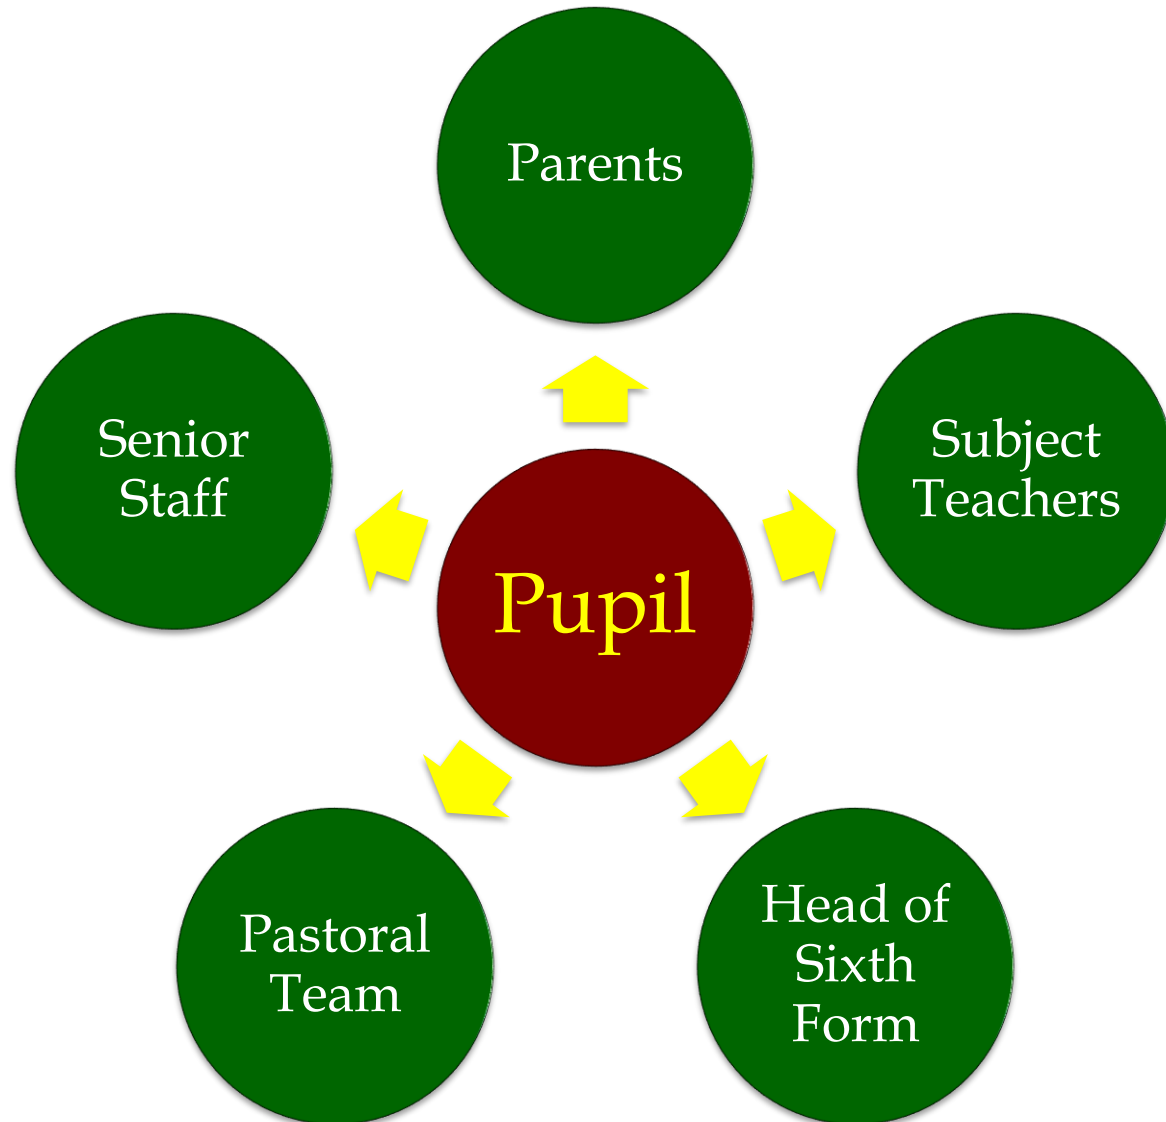 Parents
Senior
Staff
Subject
Teachers
Pupil
Pastoral
Team
Head of
Sixth
Form